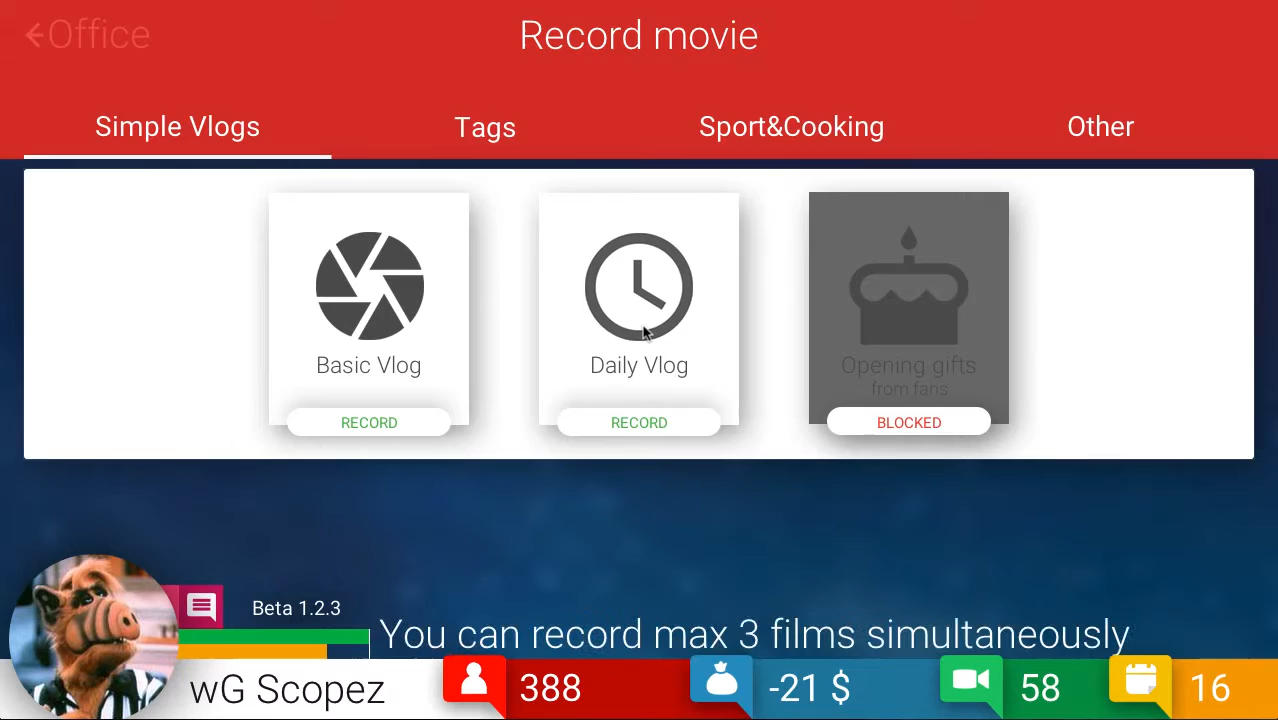 Office
Record movie
Simple Vlogs
Tags
Sport&Cooking
Other
Basic Vlog
RECORD
Daily Vlog
RECORD
Opening gifts
from fans
BLOCKED
Beta 1.2.3
You can record max 3 films simultaneously
wG Scopez
388
-21 $
58
16